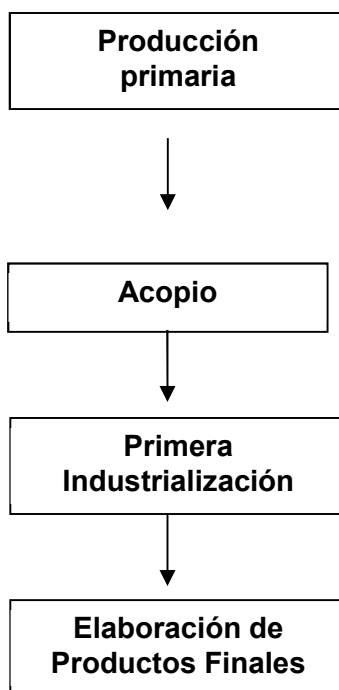 Producción
primaria
Acopio
Primera
Industrialización
Elaboración de
Productos Finales